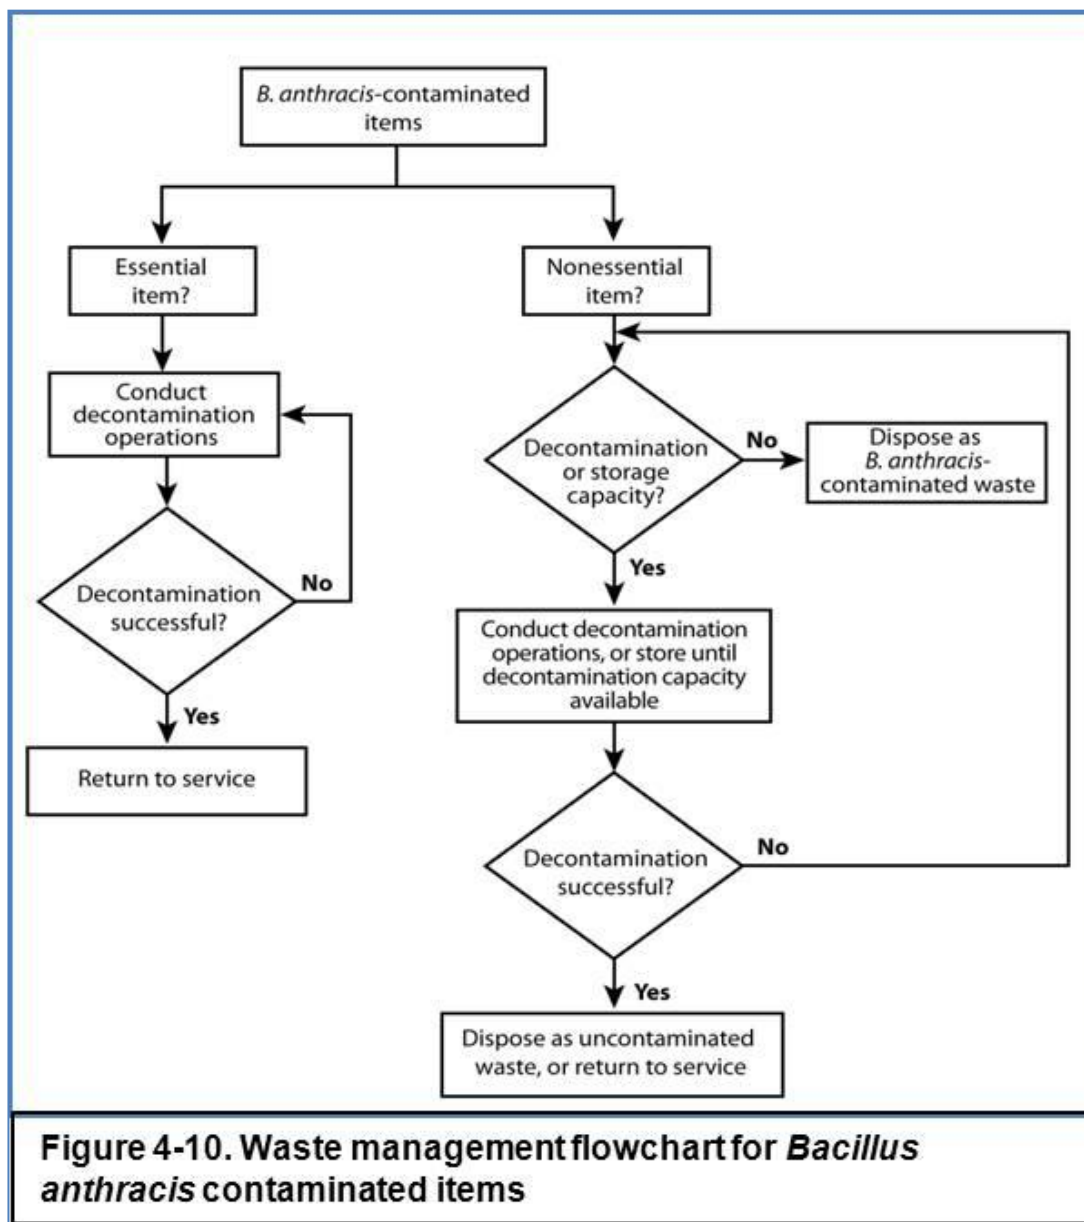 B. anthracis-contaminated
items
Essential
item?
Conduct
decontamination
operations
Decontamination
successful?
No
Yes
Return to service
Nonessential
item?
Decontamination
or storage
capacity?
No
Dispose as
B. anthracis-
contaminated waste
Yes
Conduct decontamination
operations, or store until
decontamination capacity
available
Decontamination
successful?
No
Yes
Dispose as uncontaminated
waste, or return to service
Figure 4-10. Waste management flowchart for Bacillus
anthracis contaminated items